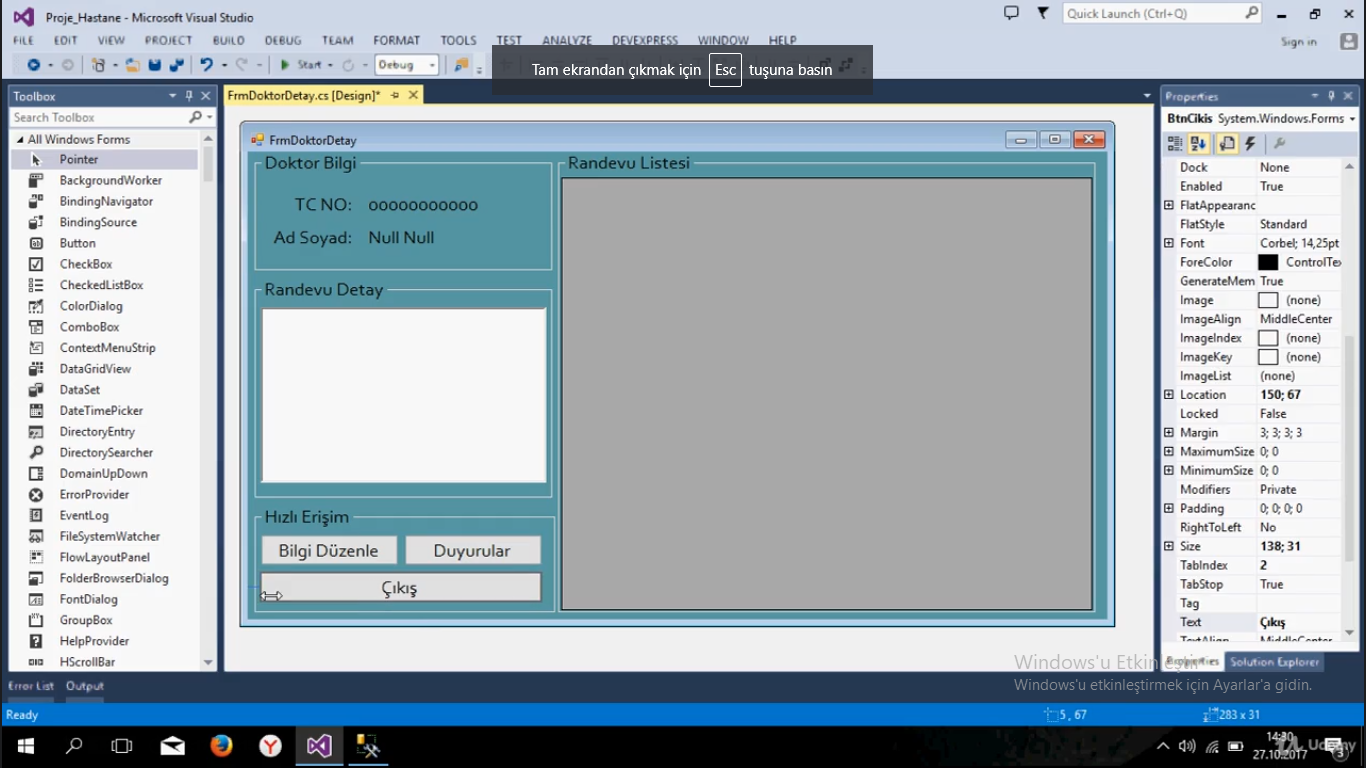 Proje_Hastane - Microsoft Visual Studio
Quick Launch (Ctrl+Q)
FILE EDIT VIEW PROJECT BUILD DEBUG TEAM FORMAT TOOLS TEST ANALYZE DEVEXPRESS WINDOW HELP
Sign in
Start
Debug
Tam ekrandan çıkmak için Esc tuşuna basın
Toolbox
Search Toolbox
All Windows Forms
Pointer
BackgroundWorker
BindingNavigator
BindingSource
Button
CheckBox
CheckedListBox
ColorDialog
ComboBox
ContextMenuStrip
DataGridView
DataSet
DateTimePicker
DirectoryEntry
DirectorySearcher
DomainUpDown
ErrorProvider
EventLog
FileSystemWatcher
FlowLayoutPanel
FolderBrowserDialog
FontDialog
GroupBox
HelpProvider
HScrollBar
FrmDoktorDetay.cs [Design]*
FrmDoktorDetay
Doktor Bilgi
TC NO: 00000000000
Ad Soyad: Null Null
Randevu Detay
Hızlı Erişim
Bilgi Düzenle
Duyurular
Çıkış
Randevu Listesi
Properties
BtnCikis System.Windows.Forms
Dock None
Enabled True
FlatAppearanc
FlatStyle Standard
Font Corbel; 14,25pt
ForeColor ControlTe
GenerateMem True
Image (none)
ImageAlign MiddleCenter
ImageIndex (none)
ImageKey (none)
ImageList (none)
Location 150; 67
Locked False
Margin 3; 3; 3; 3
MaximumSize 0; 0
MinimumSize 0; 0
Modifiers Private
Padding 0; 0; 0; 0
RightToLeft No
Size 138; 31
TabIndex 2
TabStop True
Tag
Text Çıkış
TextAlign MiddleCenter
Properties
Solution Explorer
Windows'u Etkinleştir
Windows'u etkinleştirmek için Ayarlar'a gidin.
Error List Output
Ready
5 , 67
283 x 31
14:30
27.10.2017
3
Udemy